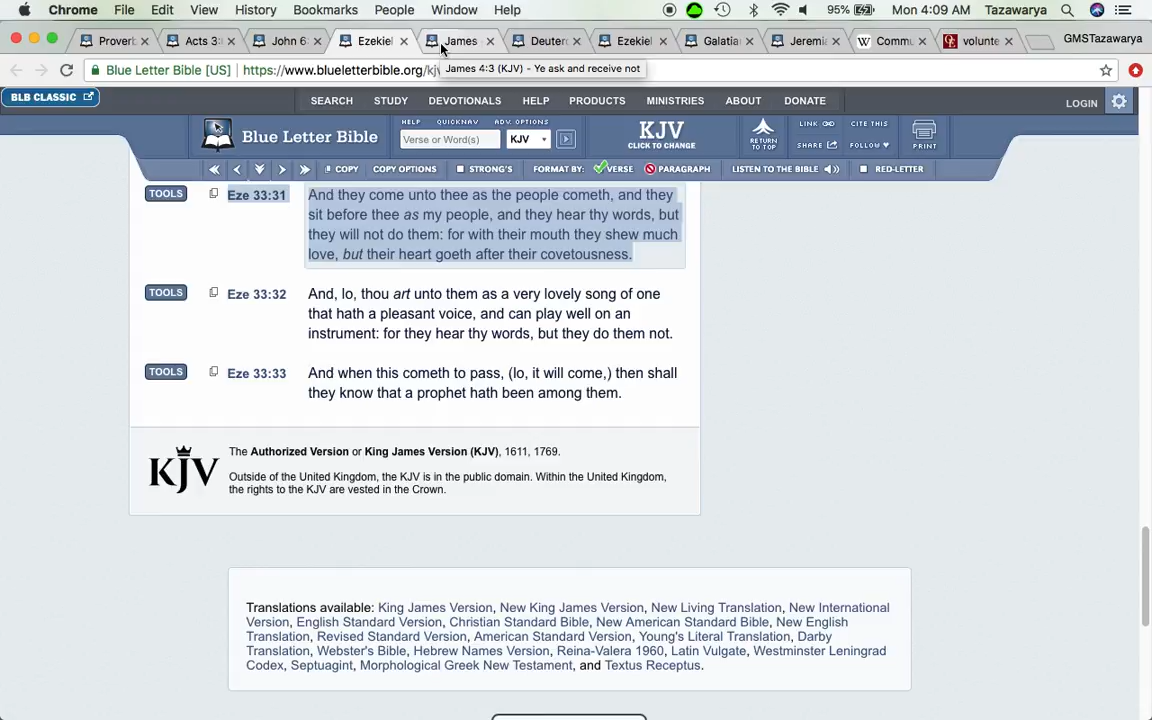 Chrome File Edit View History Bookmarks People Window Help 95% Mon 4:09 AM Tazawarya
Proverb Acts 3: John 6: Ezekiel James Deuter Ezekiel Galatia Jeremia Commu volunte GMSTazawarya
Blue Letter Bible [US] https://www.blueletterbible.org/kjv
James 4:3 (KJV) - Ye ask and receive not
BLB CLASSIC
SEARCH STUDY DEVOTIONALS HELP PRODUCTS MINISTRIES ABOUT DONATE LOGIN
HELP QUICKNAV ADV. OPTIONS
Blue Letter Bible Verse or Word(s) KJV
KJV
CLICK TO CHANGE
RETURN
TO TOP
LINK CITE THIS
SHARE FOLLOW
PRINT
COPY COPY OPTIONS STRONG'S FORMAT BY: VERSE PARAGRAPH LISTEN TO THE BIBLE RED-LETTER
TOOLS Eze 33:31 And they come unto thee as the people cometh, and they
sit before thee as my people, and they hear thy words, but
they will not do them: for with their mouth they shew much
love, but their heart goeth after their covetousness.
TOOLS Eze 33:32 And, lo, thou art unto them as a very lovely song of one
that hath a pleasant voice, and can play well on an
instrument: for they hear thy words, but they do them not.
TOOLS Eze 33:33 And when this cometh to pass, (lo, it will come,) then shall
they know that a prophet hath been among them.
KJV
The Authorized Version or King James Version (KJV), 1611, 1769.
Outside of the United Kingdom, the KJV is in the public domain. Within the United Kingdom,
the rights to the KJV are vested in the Crown.
Translations available: King James Version, New King James Version, New Living Translation, New International
Version, English Standard Version, Christian Standard Bible, New American Standard Bible, New English
Translation, Revised Standard Version, American Standard Version, Young's Literal Translation, Darby
Translation, Webster's Bible, Hebrew Names Version, Reina-Valera 1960, Latin Vulgate, Westminster Leningrad
Codex, Septuagint, Morphological Greek New Testament, and Textus Receptus.